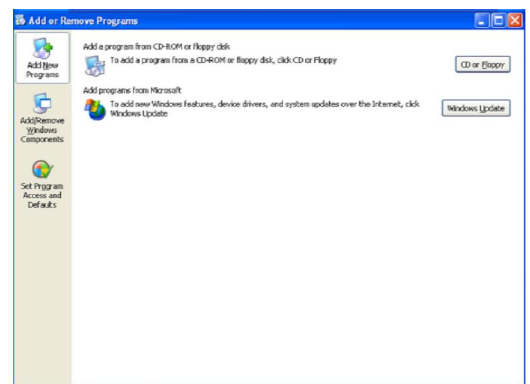 Add or Remove Programs
Add New
Programs
Add/Remove
Windows
Components
Set Program
Access and
Defaults
Add a program from CD-ROM or floppy disk
To add a program from a CD-ROM or floppy disk, click CD or Floppy
CD or Floppy
Add programs from Microsoft
To add new Windows features, device drivers, and system updates over the Internet, click
Windows Update
Windows Update